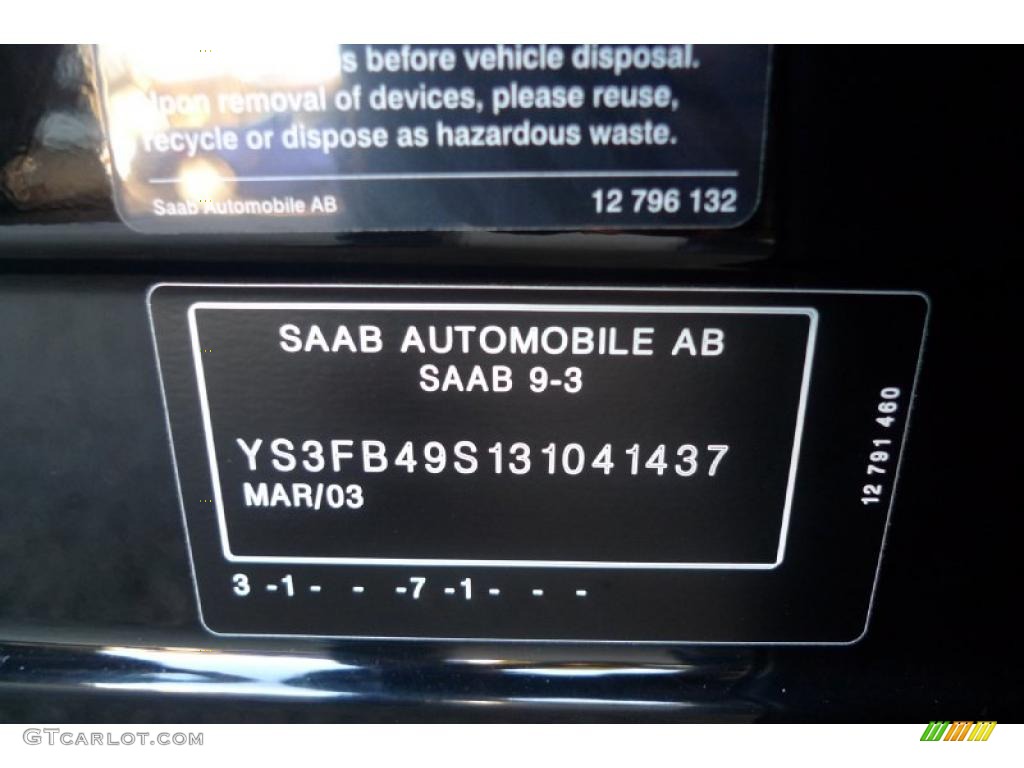 s before vehicle disposal.
Upon removal of devices, please reuse,
recycle or dispose as hazardous waste.
Saab Automobile AB 12 796 132
SAAB AUTOMOBILE AB
SAAB 9-3
YS3FB49S131041437
MAR/03
12 791 460
3 -1- - -7 -1- - -
GTCARLOT.COM